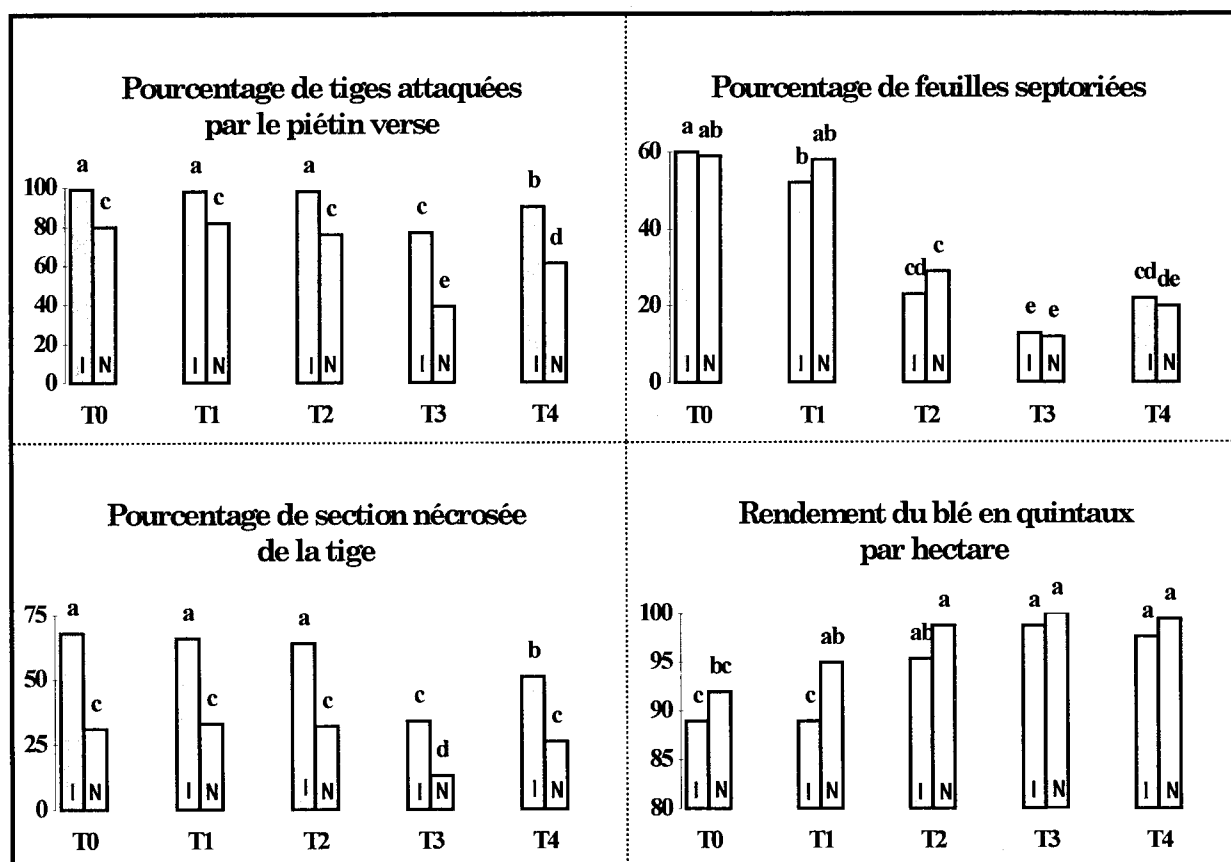 Pourcentage de tiges attaquées
par le piétin verse
a a a b
c c c c d
e
100
80
60
40
20
0
I N I N I N I N I N
T0 T1 T2 T3 T4
Pourcentage de feuilles septoriées
a ab b ab
cd c e e cd de
60
40
20
0
I N I N I N I N I N
T0 T1 T2 T3 T4
Pourcentage de section nécrosée
de la tige
a a a b
c c c c d c
75
50
25
0
I N I N I N I N I N
T0 T1 T2 T3 T4
Rendement du blé en quintaux
par hectare
c bc c ab ab a a a a a
100
95
90
85
80
I N I N I N I N I N
T0 T1 T2 T3 T4